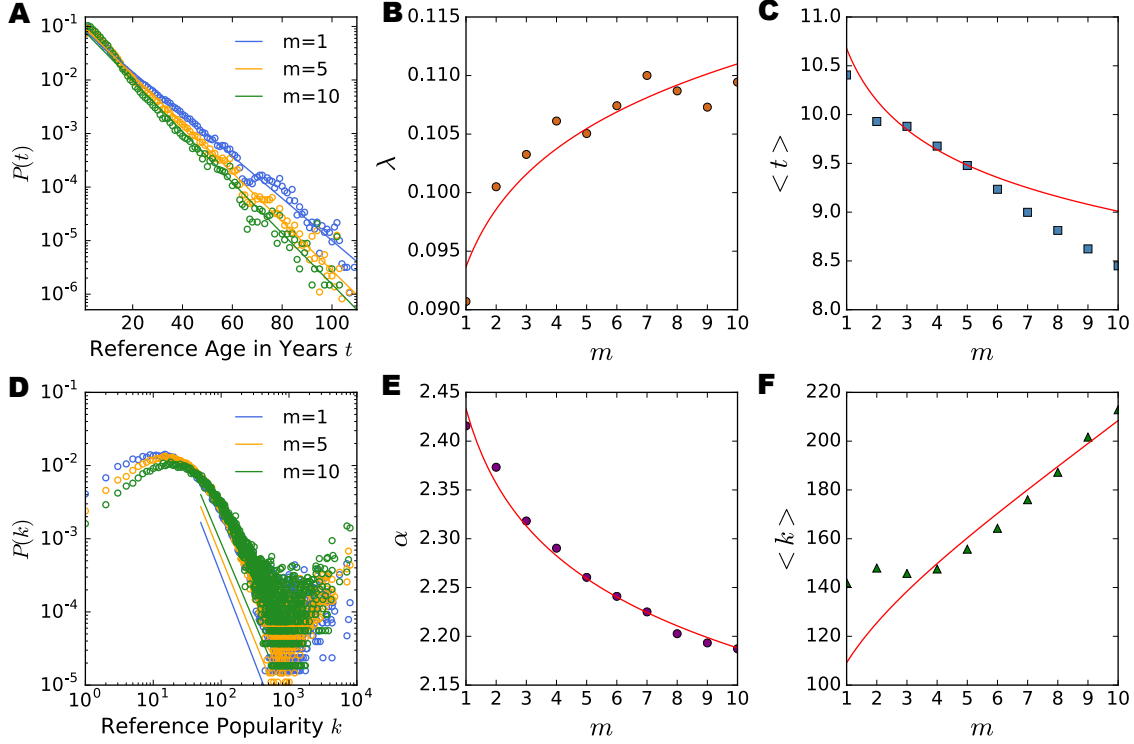 A
10^-1
10^-2
10^-3
10^-4
10^-5
10^-6
P(t)
m=1
m=5
m=10
20 40 60 80 100
Reference Age in Years t
B
0.115
0.110
0.105
0.100
0.095
0.090
λ
1 2 3 4 5 6 7 8 9 10
m
C
11.0
10.5
10.0
9.5
9.0
8.5
8.0
< t >
1 2 3 4 5 6 7 8 9 10
m
D
10^-1
10^-2
10^-3
10^-4
10^-5
P(k)
m=1
m=5
m=10
10^0 10^1 10^2 10^3 10^4
Reference Popularity k
E
2.45
2.40
2.35
2.30
2.25
2.20
2.15
α
1 2 3 4 5 6 7 8 9 10
m
F
220
200
180
160
140
120
100
< k >
1 2 3 4 5 6 7 8 9 10
m